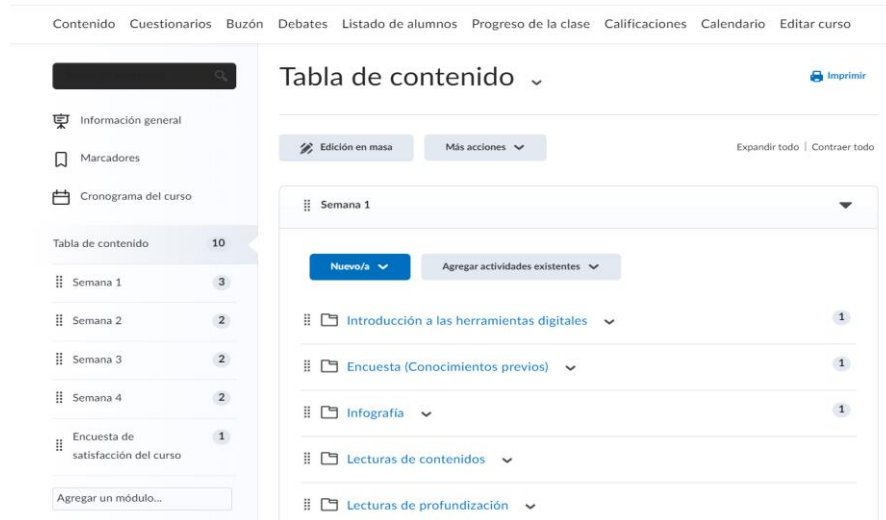 Contenido Cuestionarios Buzón Debates Listado de alumnos Progreso de la clase Calificaciones Calendario Editar curso
Información general
Marcadores
Cronograma del curso
Tabla de contenido 10
Semana 1 3
Semana 2 2
Semana 3 2
Semana 4 2
Encuesta de 1
satisfacción del curso
Agregar un módulo...
Tabla de contenido
Imprimir
Edición en masa Más acciones Expandir todo | Contraer todo
Semana 1
Nuevo/a Agregar actividades existentes
Introducción a las herramientas digitales 1
Encuesta (Conocimientos previos) 1
Infografía 1
Lecturas de contenidos
Lecturas de profundización